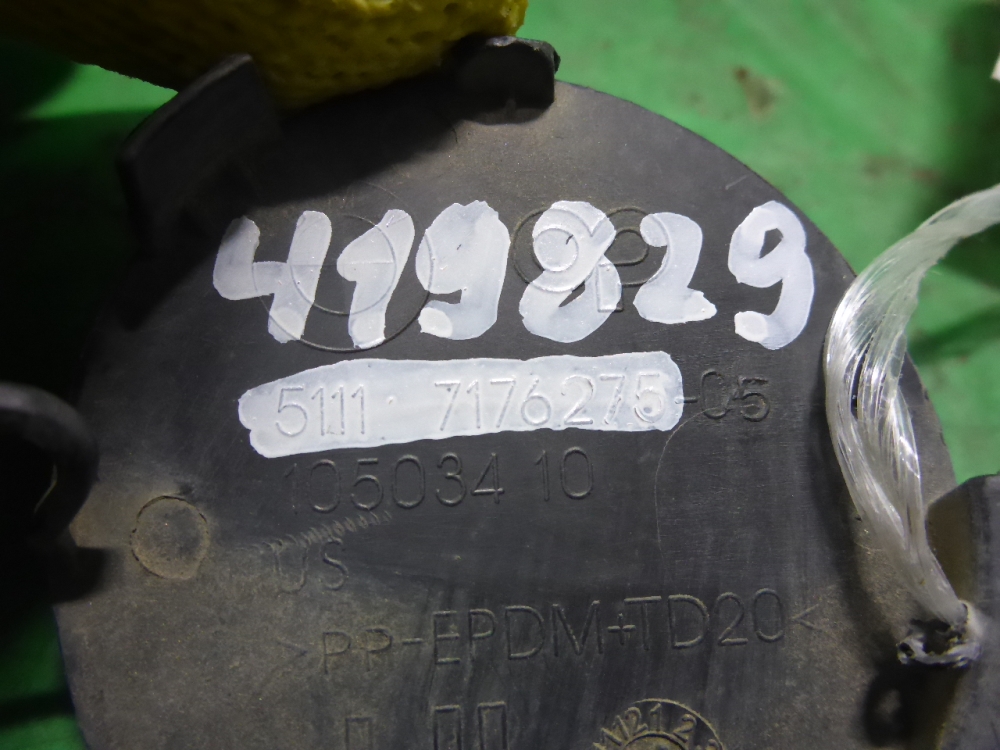 419829
5111 · 7176275-05
105034 10
US
>PP-EPDM+TD20<